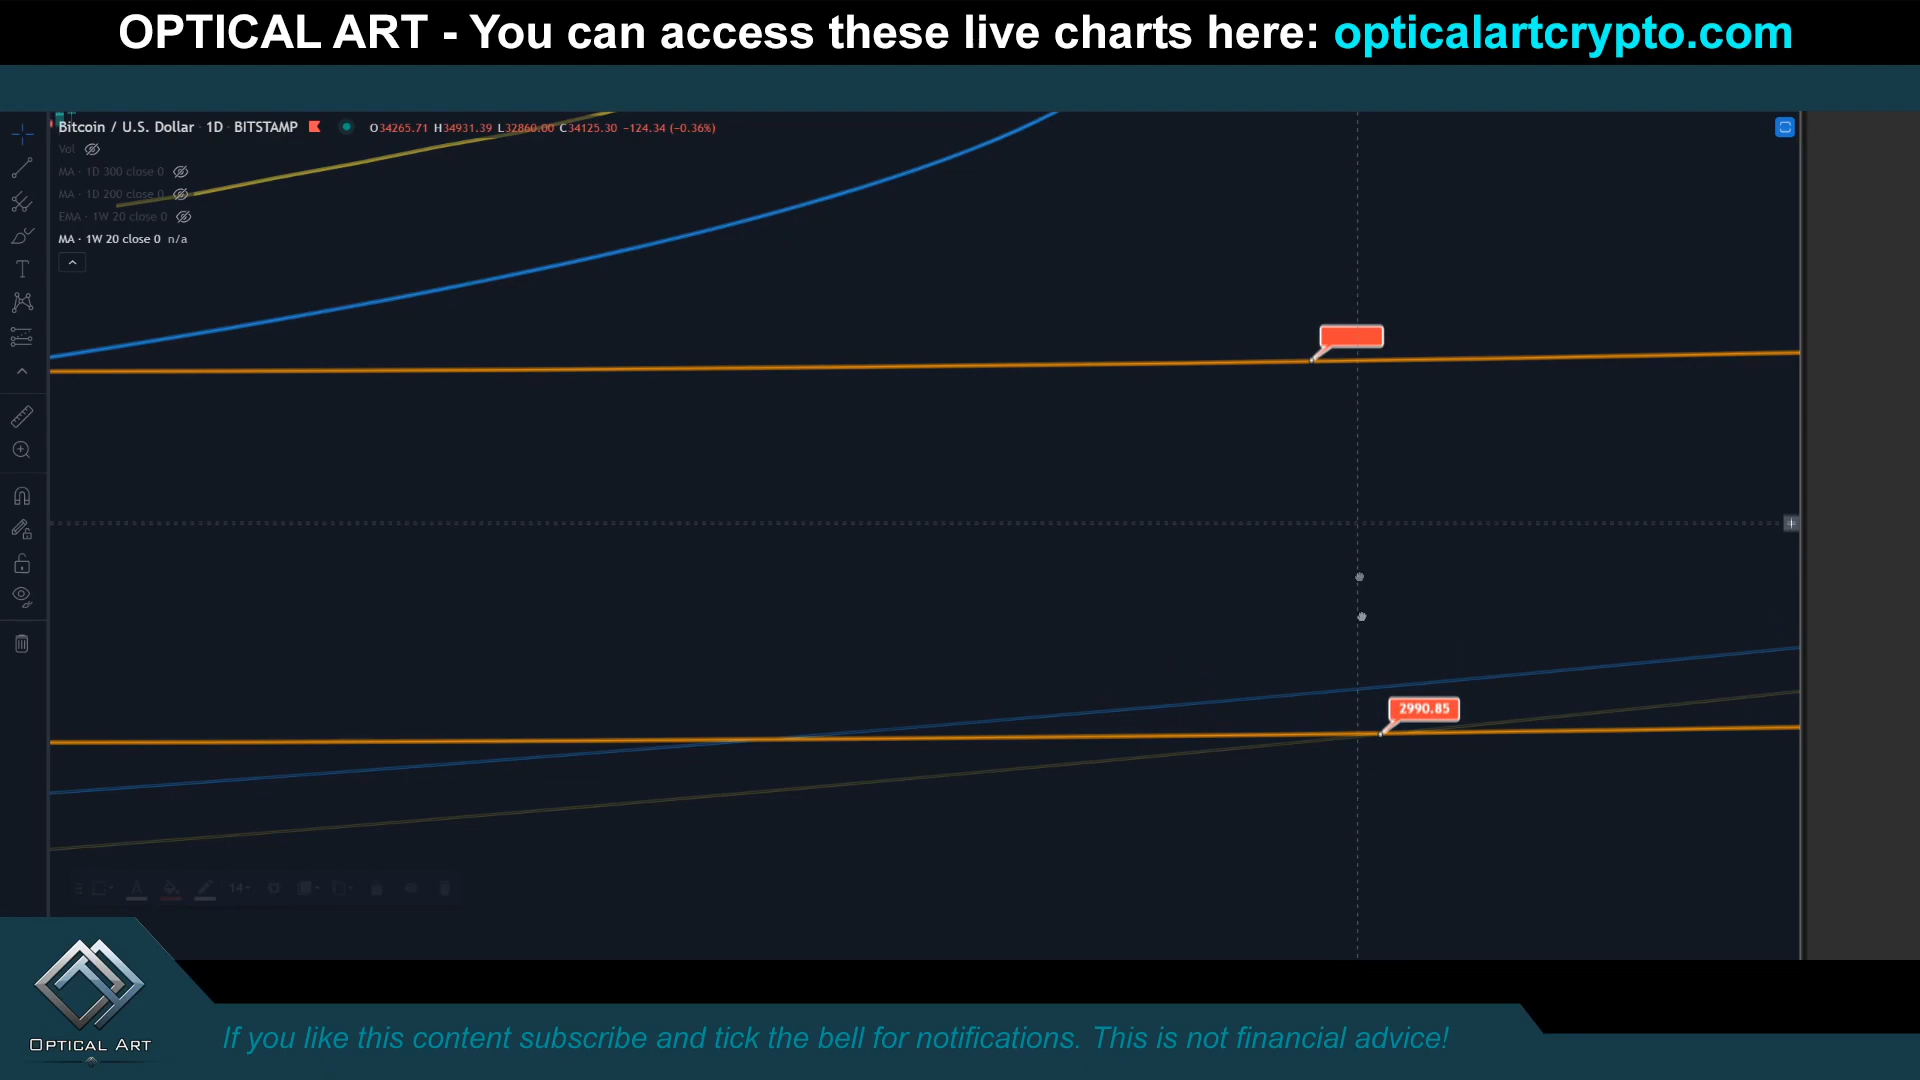 OPTICAL ART - You can access these live charts here: opticalartcrypto.com
Bitcoin / U.S. Dollar · 1D · BITSTAMP O34265.71 H34931.39 L32860.00 C34125.30 −124.34 (−0.36%)
Vol
MA · 1D 300 close 0
MA · 1D 200 close 0
EMA · 1W 20 close 0
MA · 1W 20 close 0 n/a
2990.85
14
OPTICAL ART
If you like this content subscribe and tick the bell for notifications. This is not financial advice!